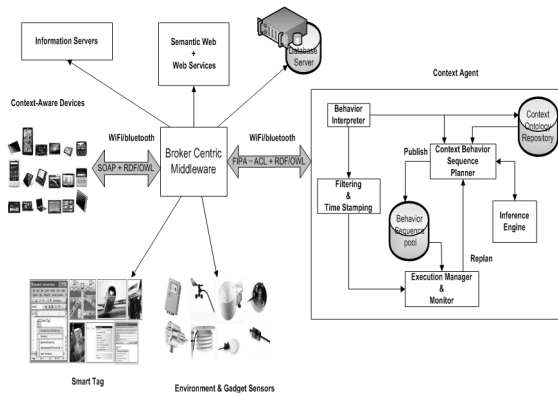 Information Servers
Semantic Web
+
Web Services
Database
Server
Context-Aware Devices
WiFi/bluetooth
SOAP + RDF/OWL
Broker Centric
Middleware
WiFi/bluetooth
FIPA – ACL + RDF/OWL
Context Agent
Behavior
Interpreter
Context
Ontology
Repository
Publish
Context Behavior
Sequence
Planner
Filtering
&
Time Stamping
Behavior
Sequence
pool
Inference
Engine
Replan
Execution Manager
&
Monitor
Smart Tag
Environment & Gadget Sensors